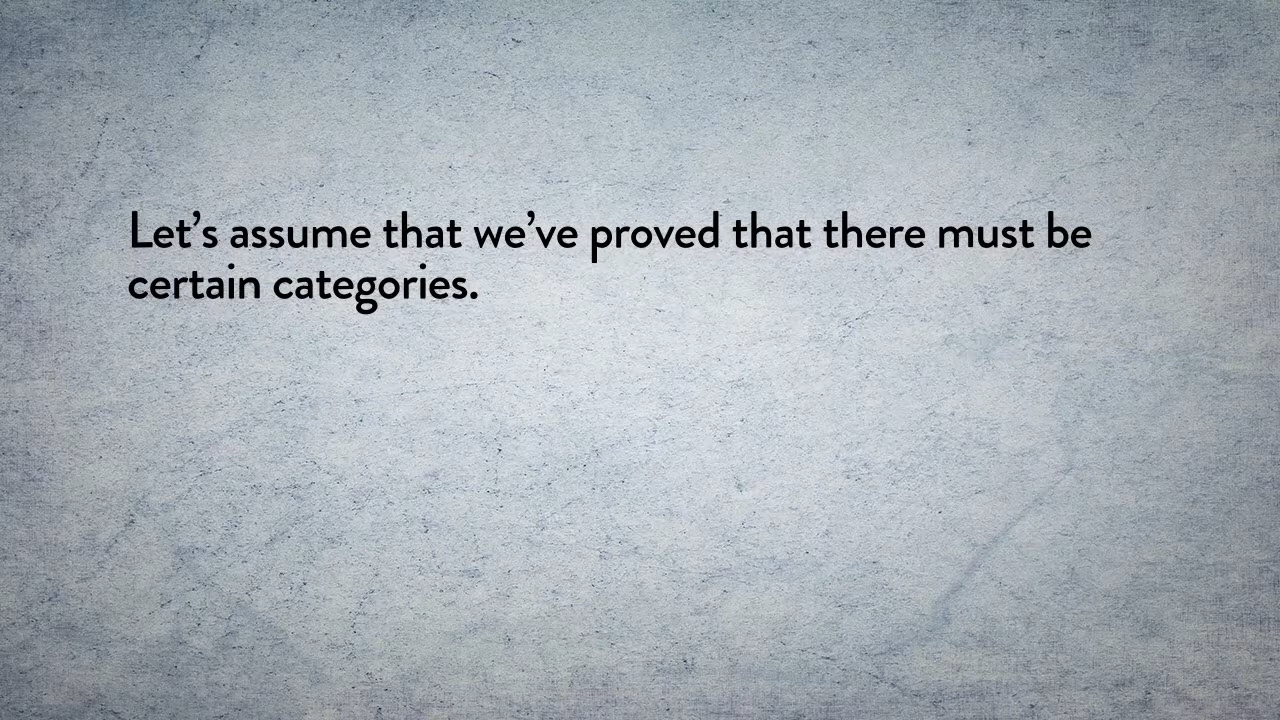 Let’s assume that we’ve proved that there must be
certain categories.